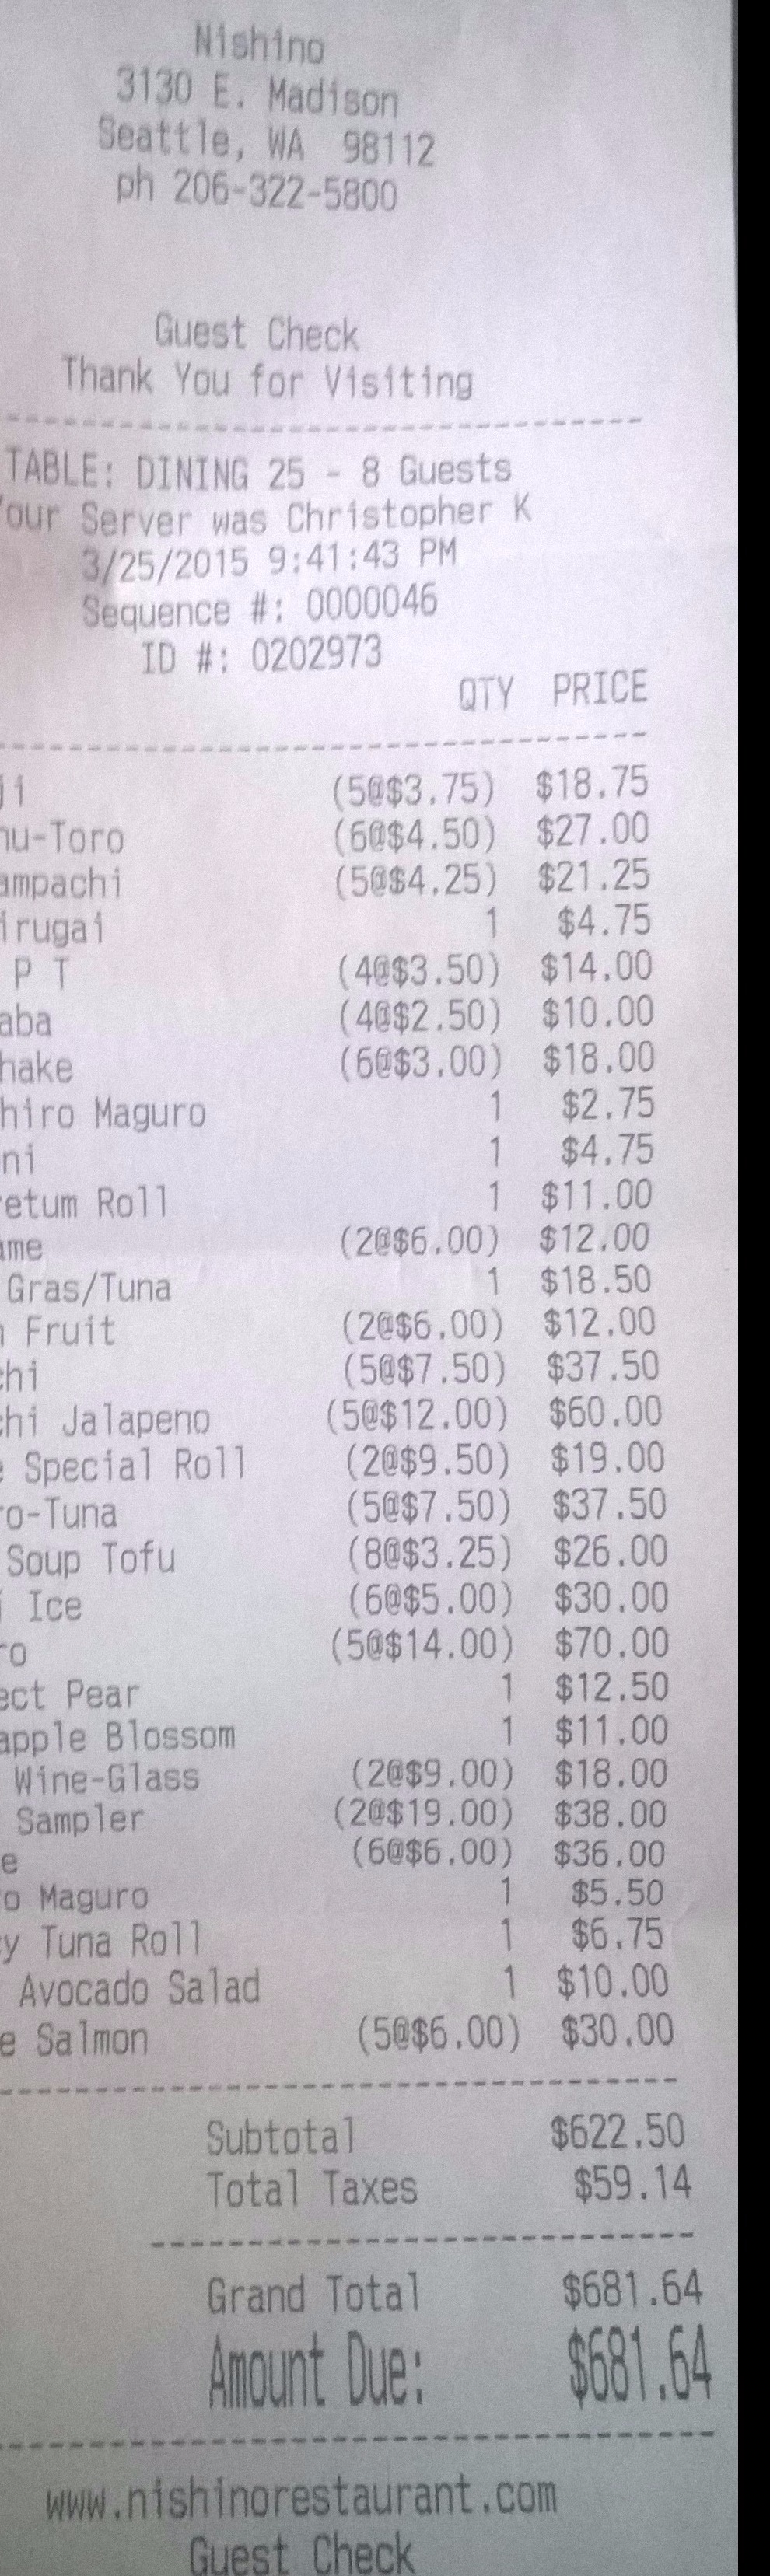 Nishino
3130 E. Madison
Seattle, WA 98112
ph 206-322-5800
Guest Check
Thank You for Visiting
TABLE: DINING 25 - 8 Guests
our Server was Christopher K
3/25/2015 9:41:43 PM
Sequence #: 0000046
ID #: 0202973
QTY PRICE
ji (5@$3.75) $18.75
hu-Toro (6@$4.50) $27.00
ampachi (5@$4.25) $21.25
irugai 1 $4.75
P T (4@$3.50) $14.00
aba (4@$2.50) $10.00
hake (6@$3.00) $18.00
hiro Maguro 1 $2.75
ni 1 $4.75
retum Roll 1 $11.00
ame (2@$6.00) $12.00
Gras/Tuna 1 $18.50
n Fruit (2@$6.00) $12.00
chi (5@$7.50) $37.50
chi Jalapeno (5@$12.00) $60.00
e Special Roll (2@$9.50) $19.00
ro-Tuna (5@$7.50) $37.50
Soup Tofu (8@$3.25) $26.00
i Ice (6@$5.00) $30.00
ro (5@$14.00) $70.00
ect Pear 1 $12.50
apple Blossom 1 $11.00
Wine-Glass (2@$9.00) $18.00
Sampler (2@$19.00) $38.00
e (6@$6.00) $36.00
o Maguro 1 $5.50
y Tuna Roll 1 $6.75
Avocado Salad 1 $10.00
e Salmon (5@$6.00) $30.00
Subtotal $622.50
Total Taxes $59.14
Grand Total $681.64
Amount Due: $681.64
www.nishinorestaurant.com
Guest Check